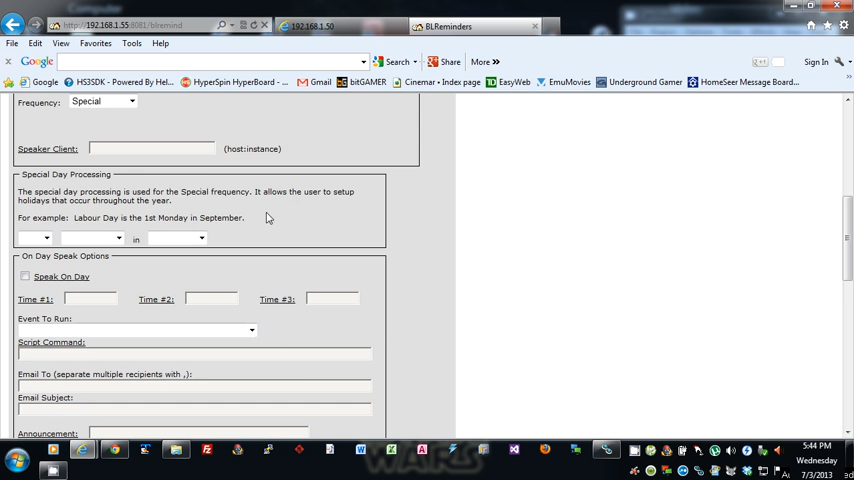 http://192.168.1.55:8081/blremind
192.168.1.50
BLReminders
File Edit View Favorites Tools Help
Google Search Share More »
Sign In
Google HS3SDK - Powered By Hel... HyperSpin HyperBoard - ... Gmail bitGAMER Cinemar • Index page EasyWeb EmuMovies Underground Gamer HomeSeer Message Board...
Frequency: Special
Speaker Client: (host:instance)
Special Day Processing
The special day processing is used for the Special frequency. It allows the user to setup
holidays that occur throughout the year.
For example: Labour Day is the 1st Monday in September.
in
On Day Speak Options
Speak On Day
Time #1: Time #2: Time #3:
Event To Run:
Script Command:
Email To (separate multiple recipients with ,):
Email Subject:
Announcement:
WARS
5:44 PM
Wednesday
7/3/2013